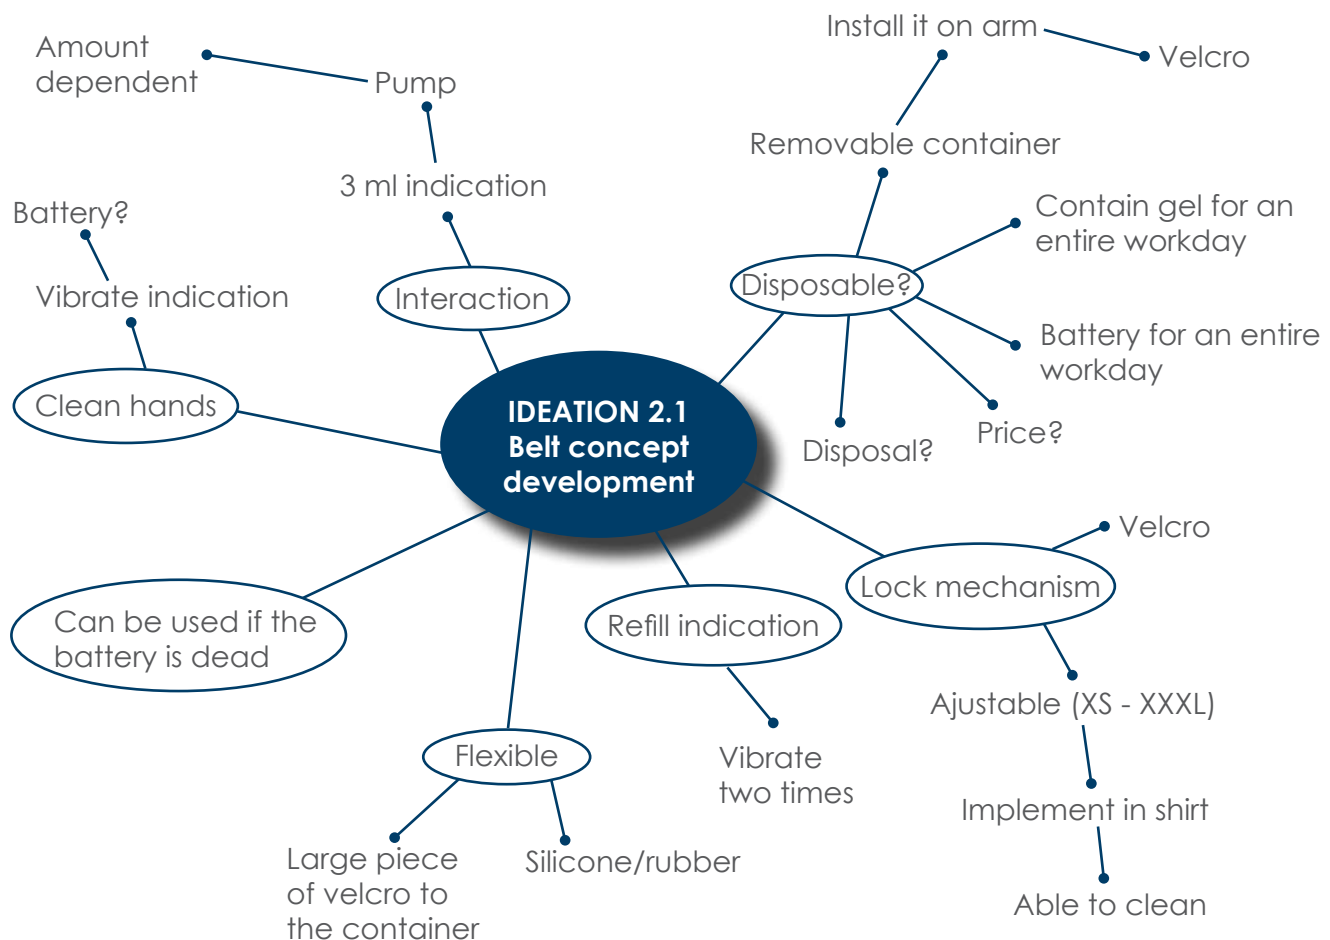 IDEATION 2.1
Belt concept
development
Interaction
3 ml indication
Pump
Amount
dependent
Clean hands
Vibrate indication
Battery?
Can be used if the
battery is dead
Flexible
Large piece
of velcro to
the container
Silicone/rubber
Refill indication
Vibrate
two times
Lock mechanism
Velcro
Ajustable (XS - XXXL)
Implement in shirt
Able to clean
Disposable?
Removable container
Install it on arm
Velcro
Contain gel for an
entire workday
Battery for an entire
workday
Price?
Disposal?